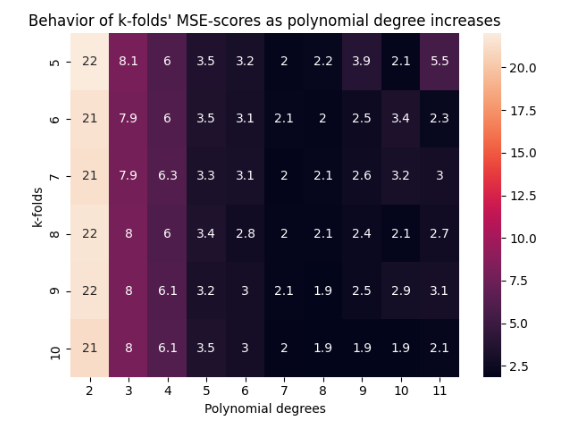 Behavior of k-folds' MSE-scores as polynomial degree increases
5 22 8.1 6 3.5 3.2 2 2.2 3.9 2.1 5.5
6 21 7.9 6 3.5 3.1 2.1 2 2.5 3.4 2.3
7 21 7.9 6.3 3.3 3.1 2 2.1 2.6 3.2 3
8 22 8 6 3.4 2.8 2 2.1 2.4 2.1 2.7
9 22 8 6.1 3.2 3 2.1 1.9 2.5 2.9 3.1
10 21 8 6.1 3.5 3 2 1.9 1.9 1.9 2.1
k-folds
2 3 4 5 6 7 8 9 10 11
Polynomial degrees
20.0
17.5
15.0
12.5
10.0
7.5
5.0
2.5